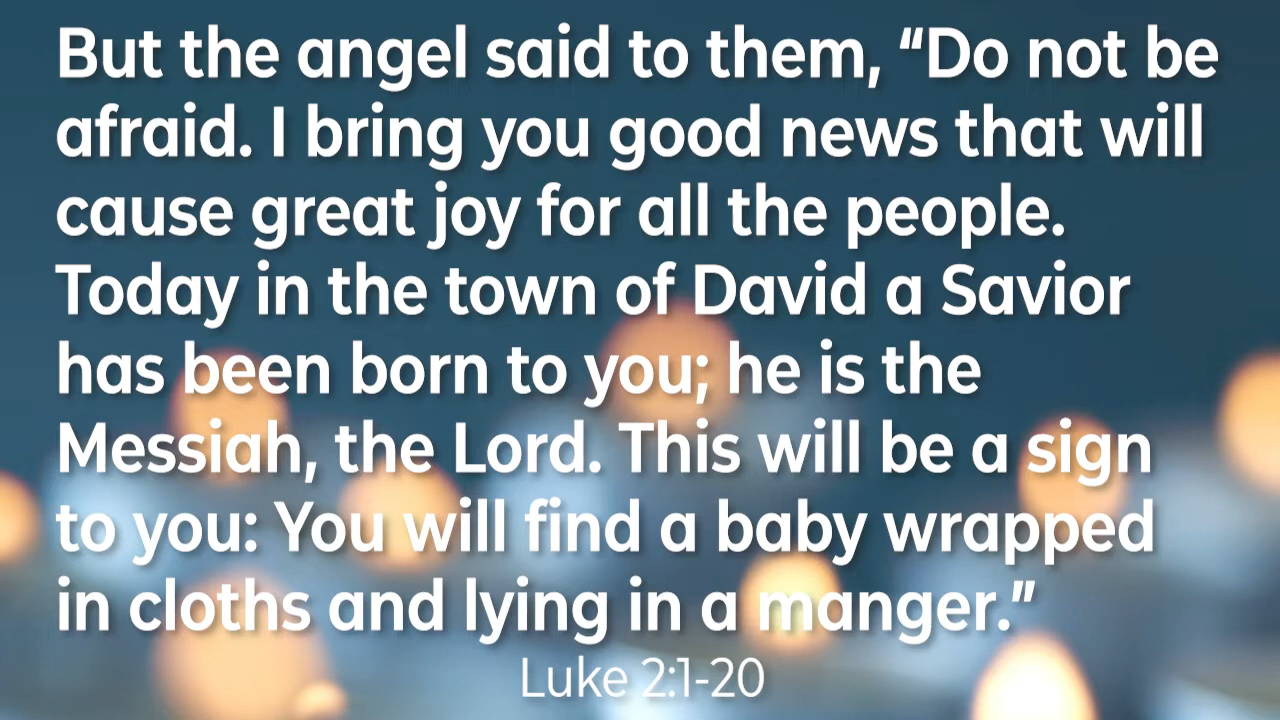 But the angel said to them, “Do not be
afraid. I bring you good news that will
cause great joy for all the people.
Today in the town of David a Savior
has been born to you; he is the
Messiah, the Lord. This will be a sign
to you: You will find a baby wrapped
in cloths and lying in a manger.”
Luke 2:1-20